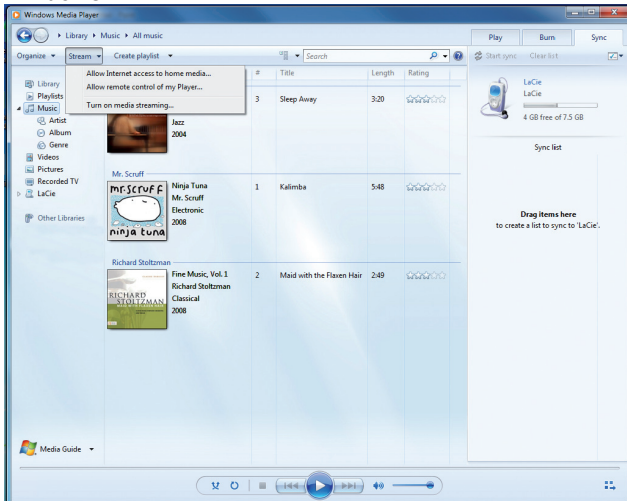 Windows Media Player
Library ▸ Music ▸ All music
Play Burn Sync
Organize Stream Create playlist Search Start sync Clear list
Allow Internet access to home media...
Allow remote control of my Player...
Turn on media streaming...
# Title Length Rating
Library
Playlists
Music
Artist
Album
Genre
Videos
Pictures
Recorded TV
LaCie
Other Libraries
Jazz
2004
3 Sleep Away 3:20
Mr. Scruff
mr.scruff
ninja tuna
Ninja Tuna
Mr. Scruff
Electronic
2008
1 Kalimba 5:48
Richard Stoltzman
RICHARD
STOLTZMAN
Fine Music, Vol. 1
Richard Stoltzman
Classical
2008
2 Maid with the Flaxen Hair 2:49
LaCie
LaCie
4 GB free of 7.5 GB
Sync list
Drag items here
to create a list to sync to 'LaCie'.
Media Guide